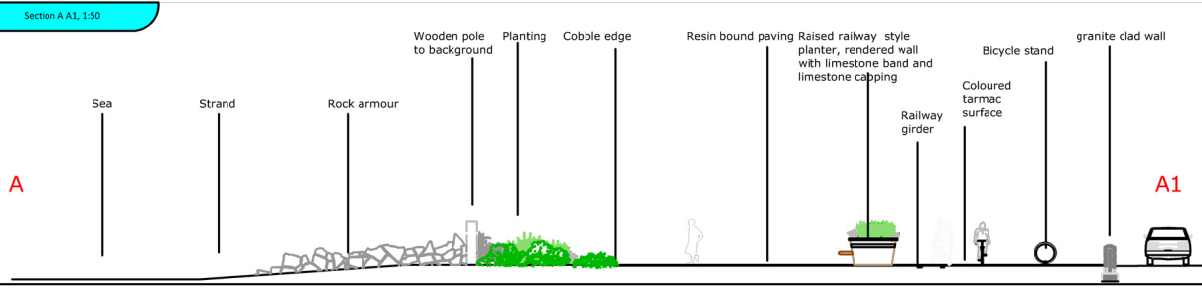 Section A A1, 1:50
Wooden pole
to background
Planting
Cobble edge
Resin bound paving
Raised railway style
planter, rendered wall
with limestone band and
limestone capping
granite clad wall
Bicycle stand
Coloured
tarmac
surface
Railway
girder
Sea
Strand
Rock armour
A
A1